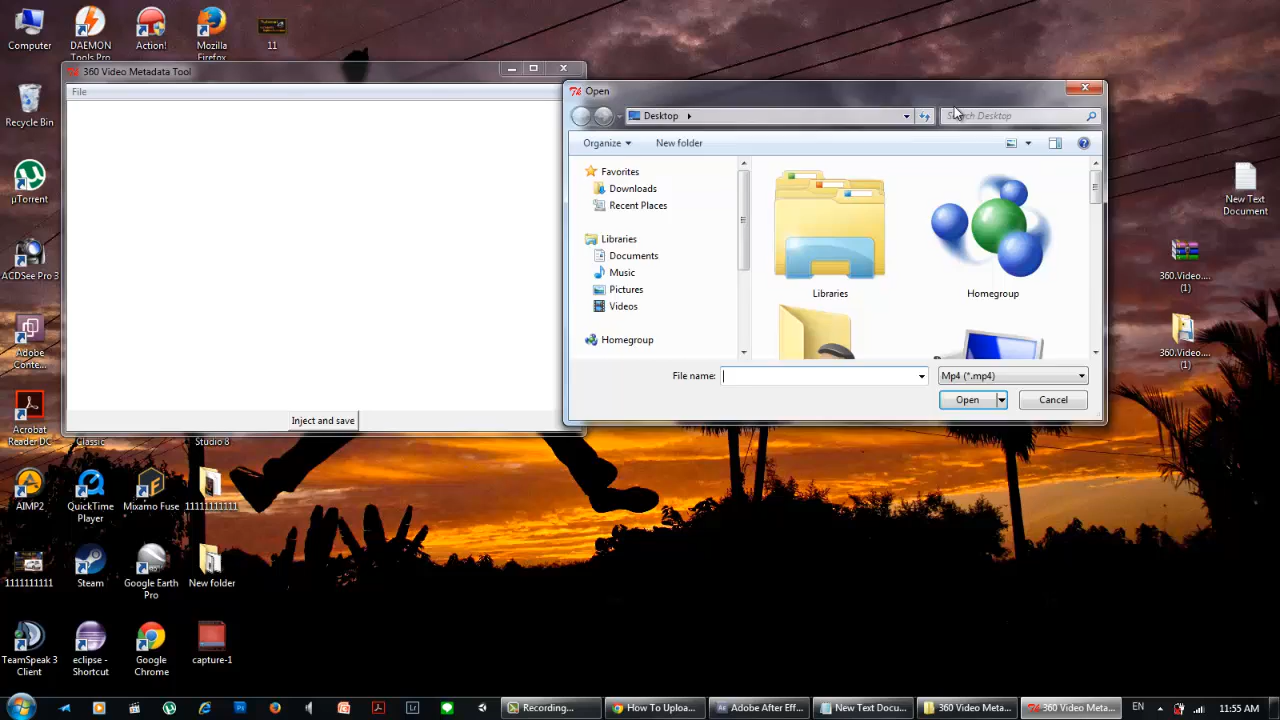 Computer
DAEMON
Tools Pro
Action!
Mozilla
Firefox
11
Recycle Bin
µTorrent
ACDSee Pro 3
Adobe
Conte...
Acrobat
Reader DC
Classic
Studio 8
AIMP2
QuickTime
Player
Mixamo Fuse
11111111111
1111111111
Steam
Google Earth
Pro
New folder
TeamSpeak 3
Client
eclipse -
Shortcut
Google
Chrome
capture-1
360 Video Metadata Tool
File
Inject and save
Open
Desktop
Search Desktop
Organize
New folder
Favorites
Downloads
Recent Places
Libraries
Documents
Music
Pictures
Videos
Homegroup
Libraries
Homegroup
File name:
Mp4 (*.mp4)
Open
Cancel
New Text
Document
360.Video....
(1)
360.Video....
(1)
Recording...
How To Uploa...
Adobe After Eff...
New Text Docu...
360 Video Meta...
360 Video Meta...
EN
11:55 AM